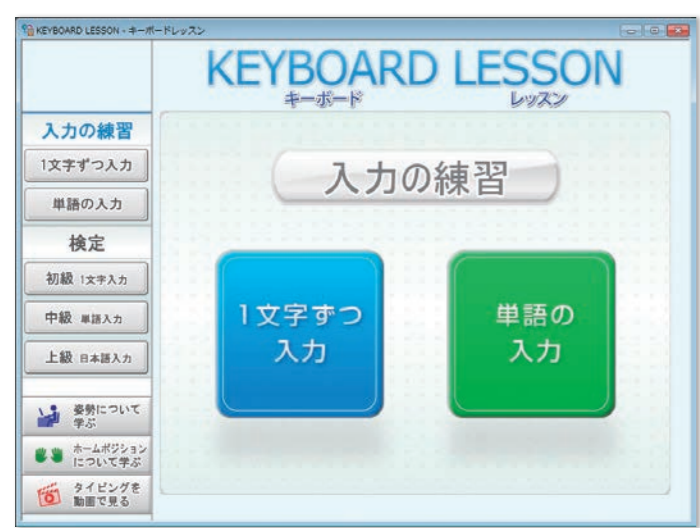 KEYBOARD LESSON - キーボードレッスン
KEYBOARD LESSON
キーボード レッスン
入力の練習
1文字ずつ入力
単語の入力
検定
初級 1文字入力
中級 単語入力
上級 日本語入力
姿勢について
学ぶ
ホームポジション
について学ぶ
タイピングを
動画で見る
入力の練習
1文字ずつ
入力
単語の
入力